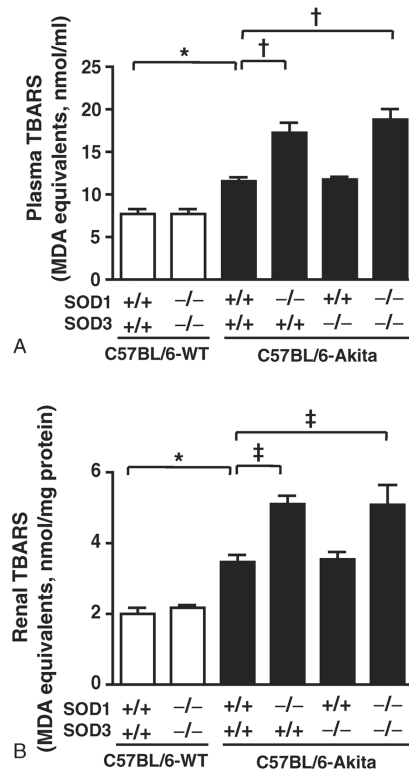 † 
* †
25
20
15
10
5
0
Plasma TBARS
(MDA equivalents, nmol/ml)
SOD1 +/+ –/– +/+ –/– +/+ –/–
SOD3 +/+ –/– +/+ +/+ –/– –/–
A C57BL/6-WT C57BL/6-Akita
‡
* ‡
6
4
2
0
Renal TBARS
(MDA equivalents, nmol/mg protein)
SOD1 +/+ –/– +/+ –/– +/+ –/–
SOD3 +/+ –/– +/+ +/+ –/– –/–
B C57BL/6-WT C57BL/6-Akita